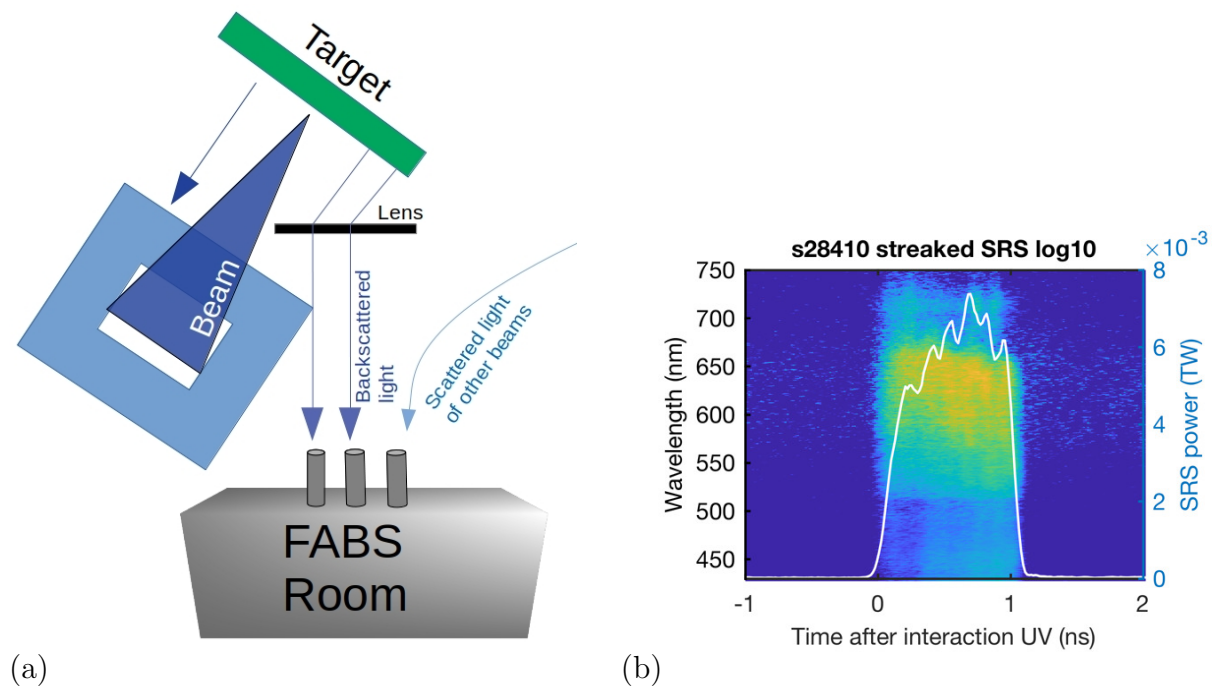 Target
Lens
Beam
Backscattered
light
Scattered light
of other beams
FABS
Room
(a)
s28410 streaked SRS log10
×10⁻³
750
700
650
600
550
500
450
Wavelength (nm)
8
6
4
2
0
SRS power (TW)
-1
0
1
2
Time after interaction UV (ns)
(b)